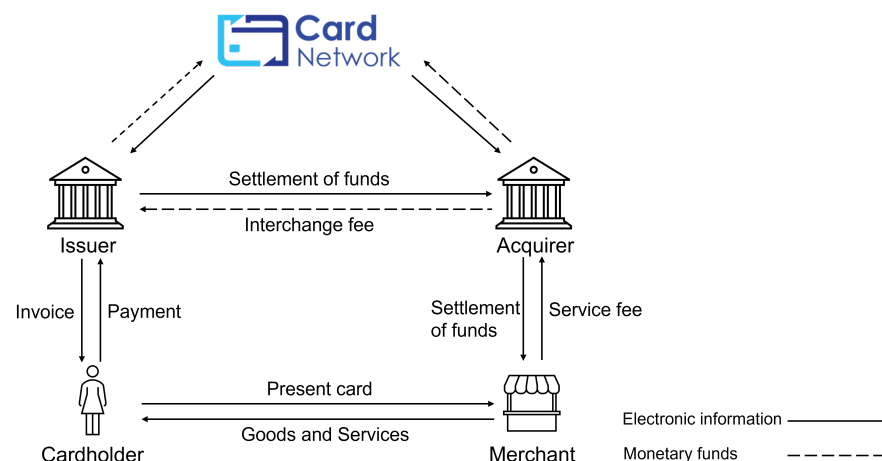 Card
Network
Settlement of funds
Interchange fee
Issuer
Acquirer
Invoice
Payment
Settlement
of funds
Service fee
Present card
Goods and Services
Cardholder
Merchant
Electronic information
Monetary funds